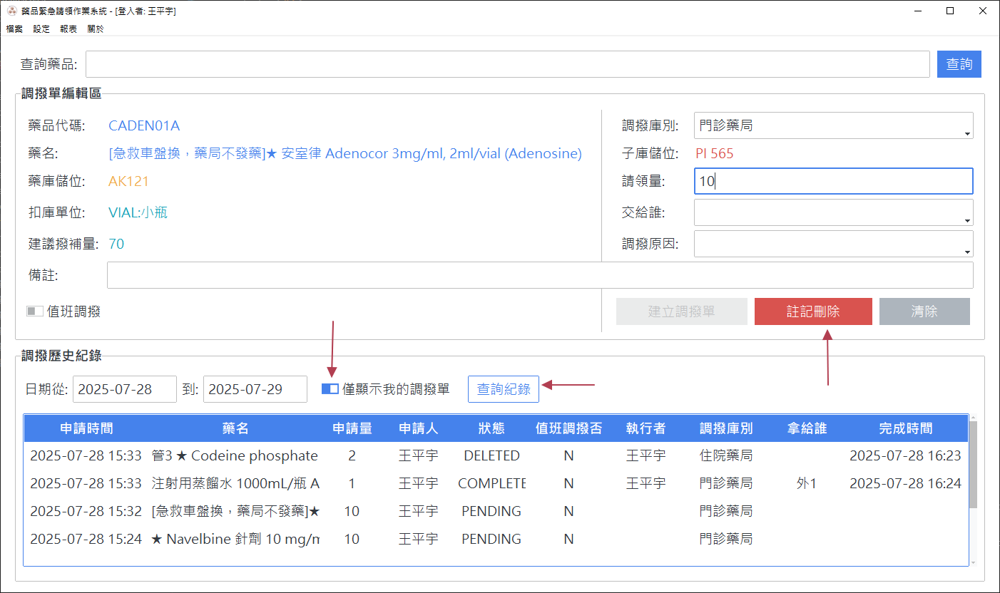 藥品緊急請領作業系統 - [登入者: 王平宇]
檔案 設定 報表 關於
查詢藥品: 查詢
調撥單編輯區
藥品代碼: CADEN01A 調撥庫別: 門診藥局
藥名: [急救車盤換，藥局不發藥]★ 安室律 Adenocor 3mg/ml, 2ml/vial (Adenosine) 子庫儲位: PI 565
藥庫儲位: AK121 請領量: 10
扣庫單位: VIAL:小瓶 交給誰:
建議撥補量: 70 調撥原因:
備註:
值班調撥 建立調撥單 註記刪除 清除
調撥歷史紀錄
日期從: 2025-07-28 到: 2025-07-29 僅顯示我的調撥單 查詢紀錄
申請時間 藥名 申請量 申請人 狀態 值班調撥否 執行者 調撥庫別 拿給誰 完成時間
2025-07-28 15:33 管3 ★ Codeine phosphate 2 王平宇 DELETED N 王平宇 住院藥局 2025-07-28 16:23
2025-07-28 15:33 注射用蒸餾水 1000mL/瓶 A 1 王平宇 COMPLETE N 王平宇 門診藥局 外1 2025-07-28 16:24
2025-07-28 15:32 [急救車盤換，藥局不發藥]★ 10 王平宇 PENDING N 門診藥局
2025-07-28 15:24 ★ Navelbine 針劑 10 mg/m 10 王平宇 PENDING N 門診藥局